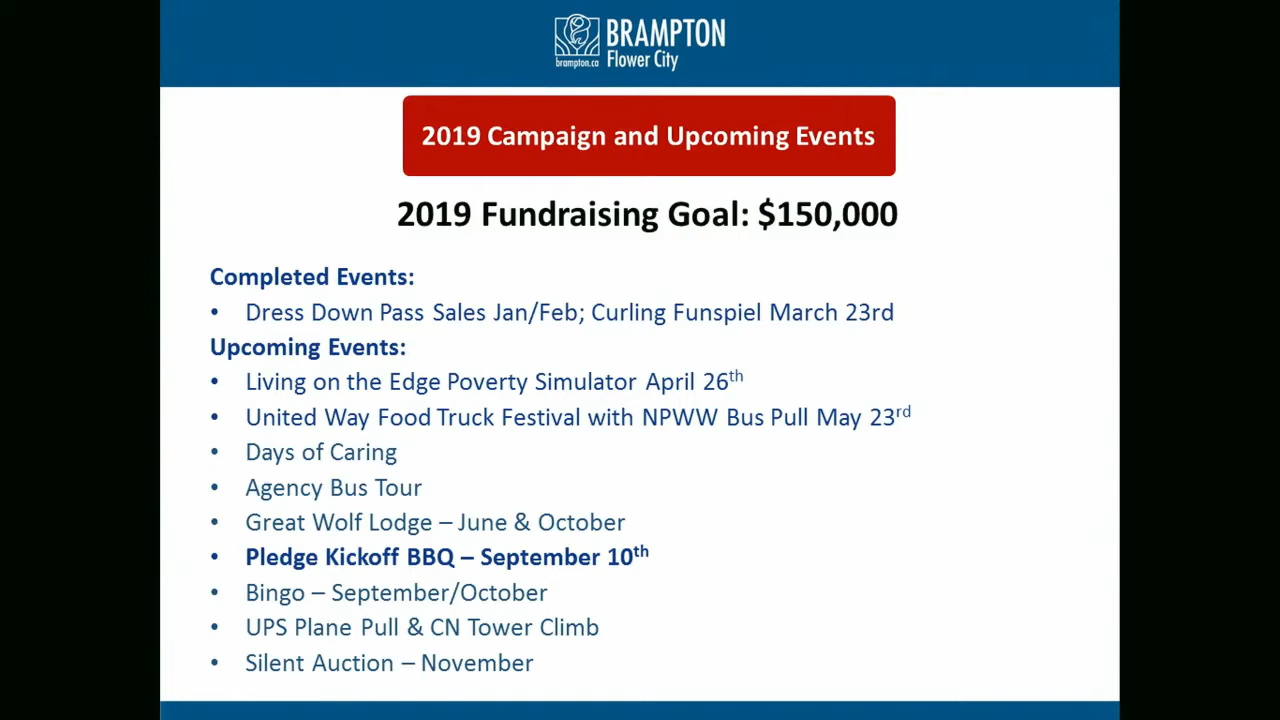 BRAMPTON
brampton.ca Flower City
2019 Campaign and Upcoming Events
2019 Fundraising Goal: $150,000
Completed Events:
• Dress Down Pass Sales Jan/Feb; Curling Funspiel March 23rd
Upcoming Events:
• Living on the Edge Poverty Simulator April 26th
• United Way Food Truck Festival with NPWW Bus Pull May 23rd
• Days of Caring
• Agency Bus Tour
• Great Wolf Lodge – June & October
• Pledge Kickoff BBQ – September 10th
• Bingo – September/October
• UPS Plane Pull & CN Tower Climb
• Silent Auction – November